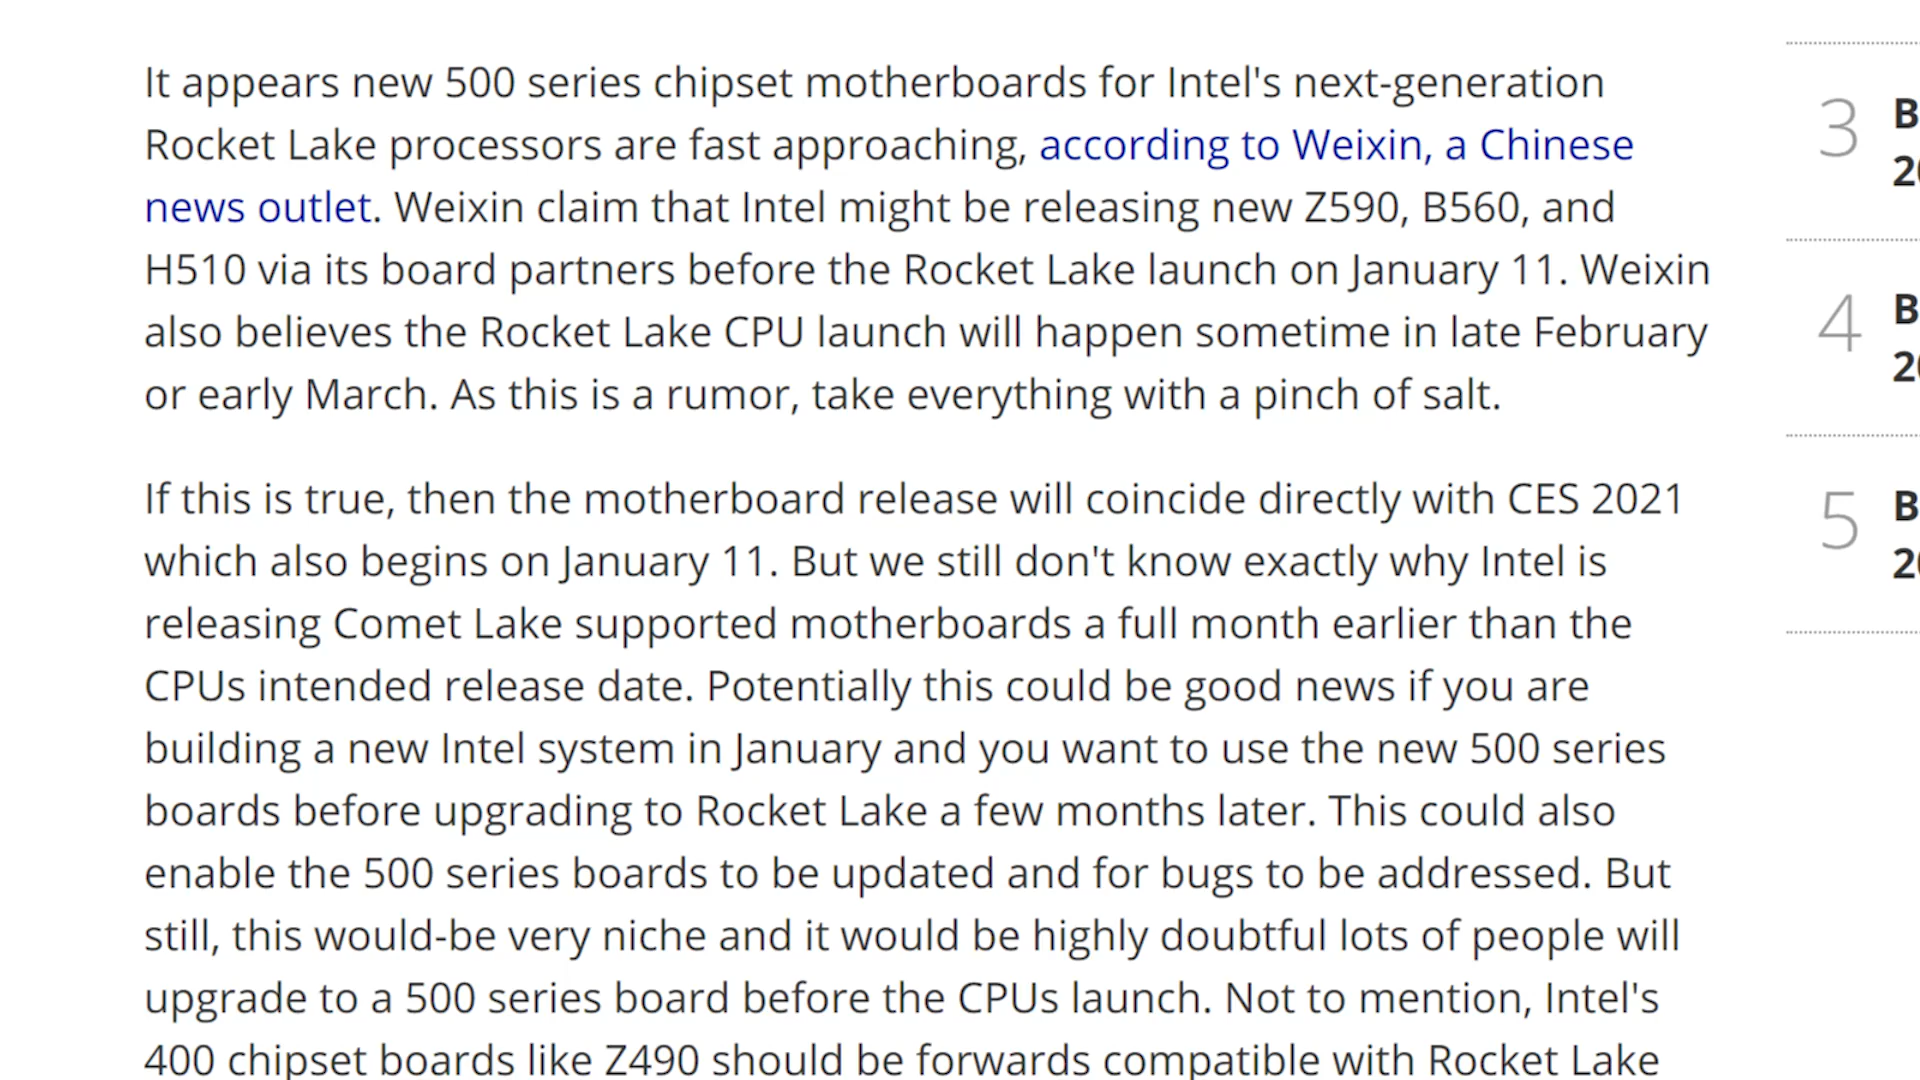 It appears new 500 series chipset motherboards for Intel's next-generation
Rocket Lake processors are fast approaching, according to Weixin, a Chinese
news outlet. Weixin claim that Intel might be releasing new Z590, B560, and
H510 via its board partners before the Rocket Lake launch on January 11. Weixin
also believes the Rocket Lake CPU launch will happen sometime in late February
or early March. As this is a rumor, take everything with a pinch of salt.
If this is true, then the motherboard release will coincide directly with CES 2021
which also begins on January 11. But we still don't know exactly why Intel is
releasing Comet Lake supported motherboards a full month earlier than the
CPUs intended release date. Potentially this could be good news if you are
building a new Intel system in January and you want to use the new 500 series
boards before upgrading to Rocket Lake a few months later. This could also
enable the 500 series boards to be updated and for bugs to be addressed. But
still, this would-be very niche and it would be highly doubtful lots of people will
upgrade to a 500 series board before the CPUs launch. Not to mention, Intel's
400 chipset boards like Z490 should be forwards compatible with Rocket Lake
3
4
5